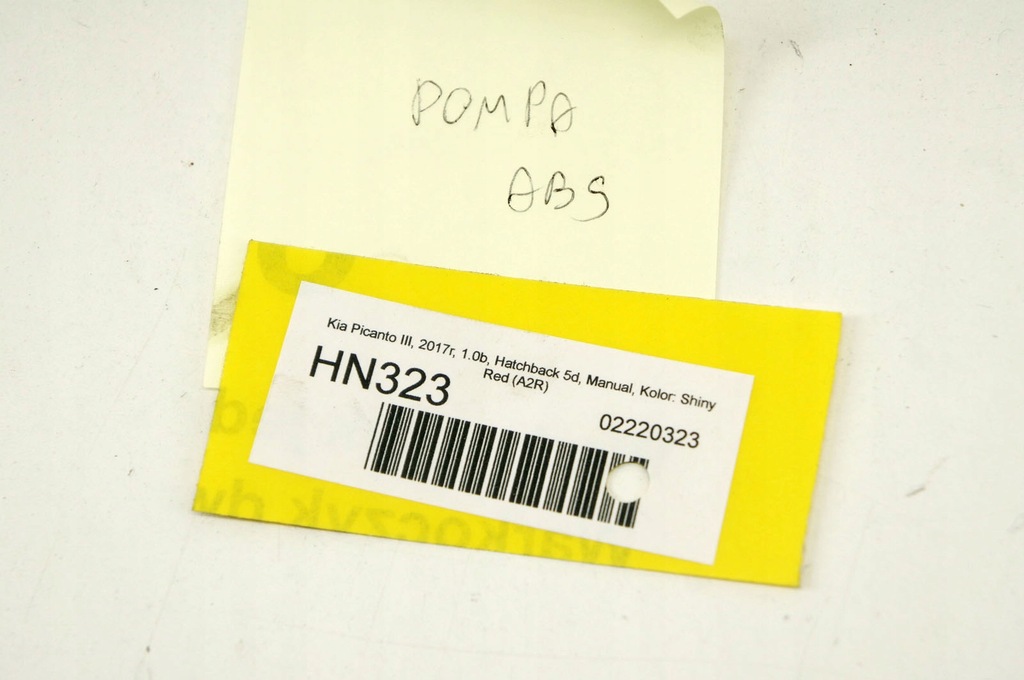 POMPA
ABS
Kia Picanto III, 2017r, 1.0b, Hatchback 5d, Manual, Kolor: Shiny
Red (A2R)
HN323
02220323